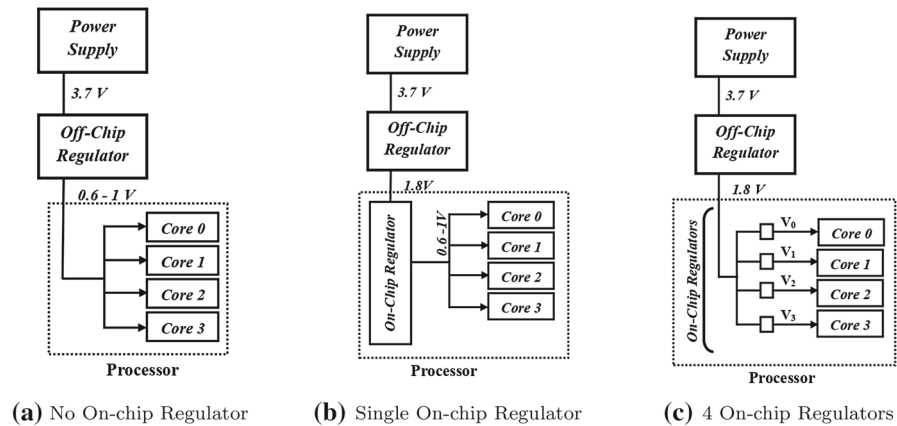 Power
Supply
3.7 V
Off-Chip
Regulator
0.6 - 1 V
Core 0
Core 1
Core 2
Core 3
Processor
(a) No On-chip Regulator
Power
Supply
3.7 V
Off-Chip
Regulator
1.8V
On-Chip Regulator
0.6 -1V
Core 0
Core 1
Core 2
Core 3
Processor
(b) Single On-chip Regulator
Power
Supply
3.7 V
Off-Chip
Regulator
1.8 V
On-Chip Regulators
V₀
Core 0
V₁
Core 1
V₂
Core 2
V₃
Core 3
Processor
(c) 4 On-chip Regulators